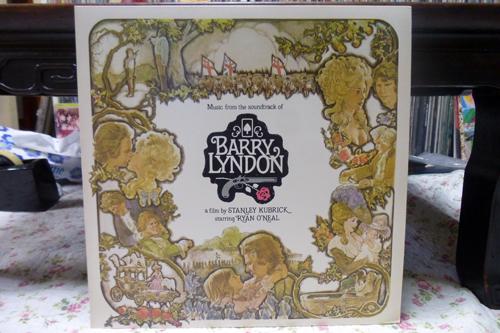 Music from the soundtrack of
BARRY
LYNDON
a film by STANLEY KUBRICK
starring RYAN O'NEAL